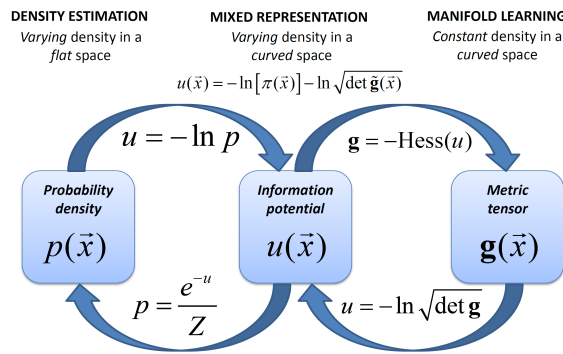 DENSITY ESTIMATION
Varying density in a
flat space
MIXED REPRESENTATION
Varying density in a
curved space
MANIFOLD LEARNING
Constant density in a
curved space
u(x⃗) = −ln[π(x⃗)] − ln √(det g̃(x⃗))
u = −ln p
g = −Hess(u)
Probability
density
p(x⃗)
Information
potential
u(x⃗)
Metric
tensor
g(x⃗)
p = e^{−u} / Z
u = −ln √(det g)